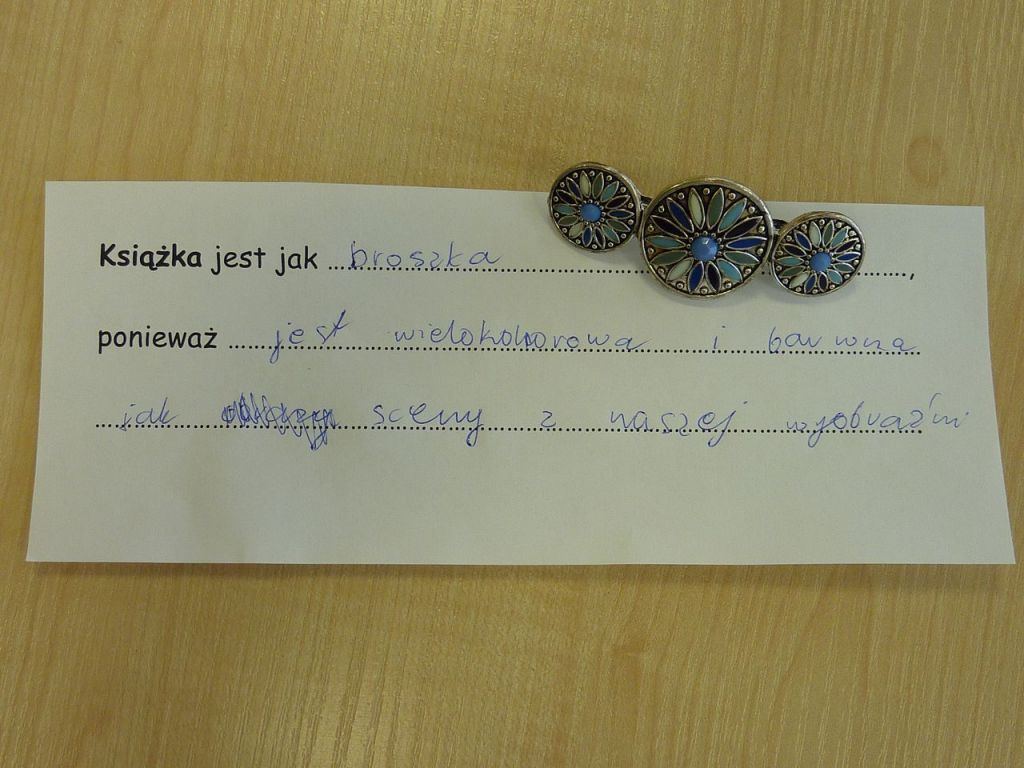 Książka jest jak broszka,
ponieważ jest wielokolorowa i barwna
jak sceny z naszej wyobraźni